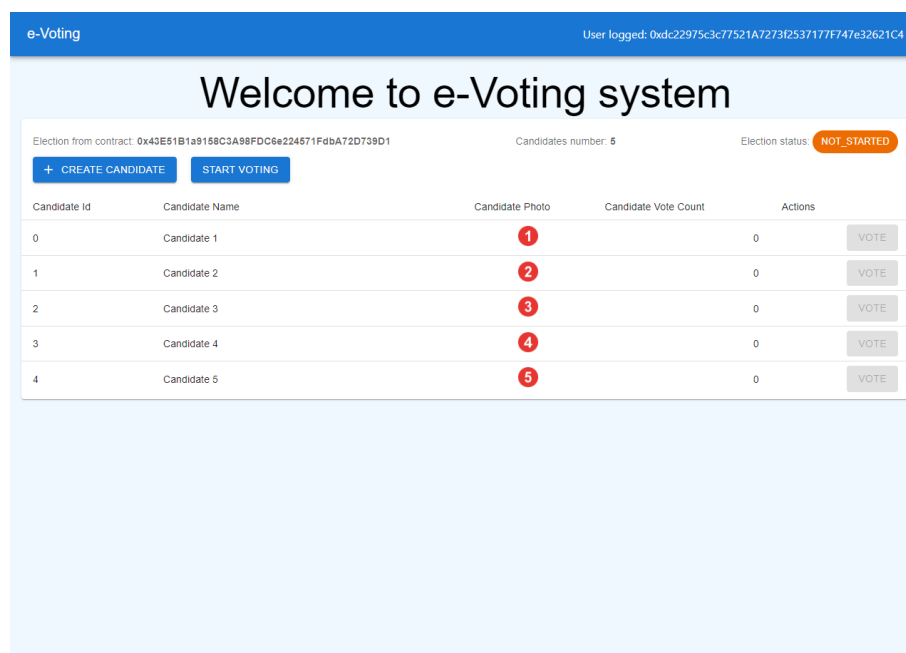 e-Voting User logged: 0xdc22975c3c77521A7273f2537177F747e32621C4
Welcome to e-Voting system
Election from contract: 0x43E51B1a9158C3A98FDC6e224571FdbA72D739D1 Candidates number: 5 Election status: NOT_STARTED
+ CREATE CANDIDATE START VOTING
Candidate Id Candidate Name Candidate Photo Candidate Vote Count Actions
0 Candidate 1 1 0 VOTE
1 Candidate 2 2 0 VOTE
2 Candidate 3 3 0 VOTE
3 Candidate 4 4 0 VOTE
4 Candidate 5 5 0 VOTE